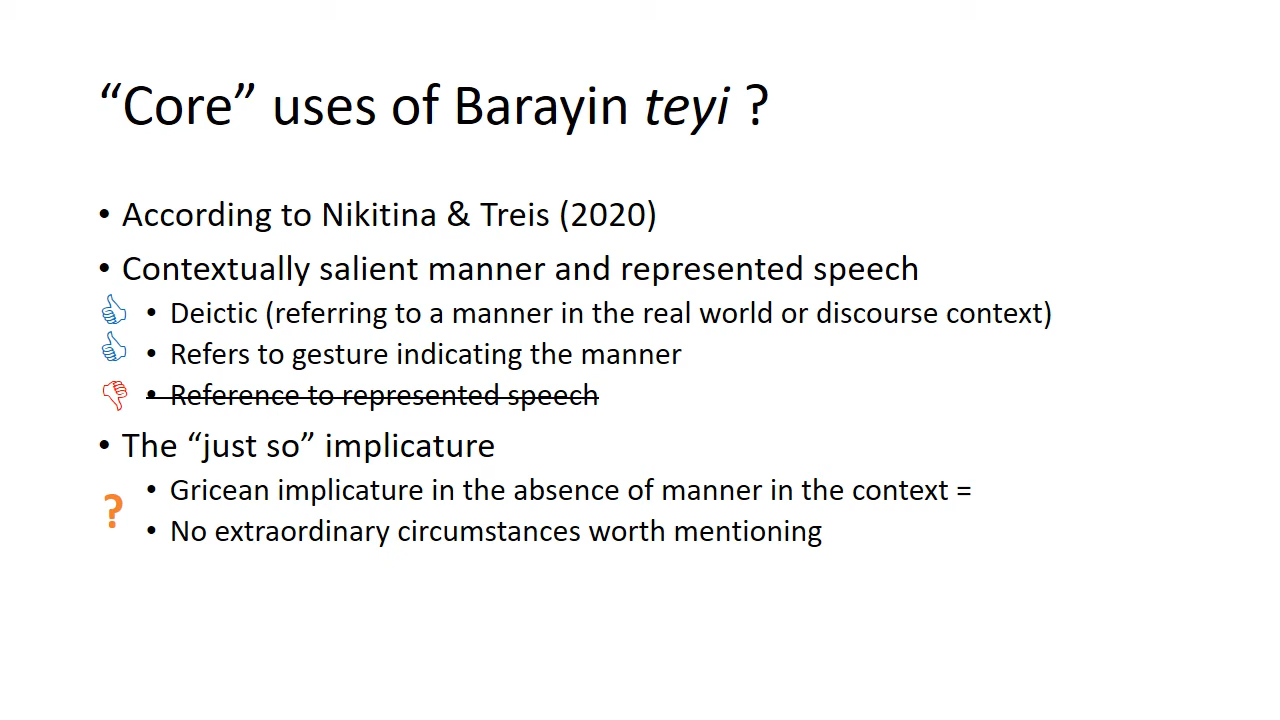 “Core” uses of Barayin teyi ?
• According to Nikitina & Treis (2020)
• Contextually salient manner and represented speech
• Deictic (referring to a manner in the real world or discourse context)
• Refers to gesture indicating the manner
• Reference to represented speech
• The “just so” implicature
• Gricean implicature in the absence of manner in the context =
?
• No extraordinary circumstances worth mentioning